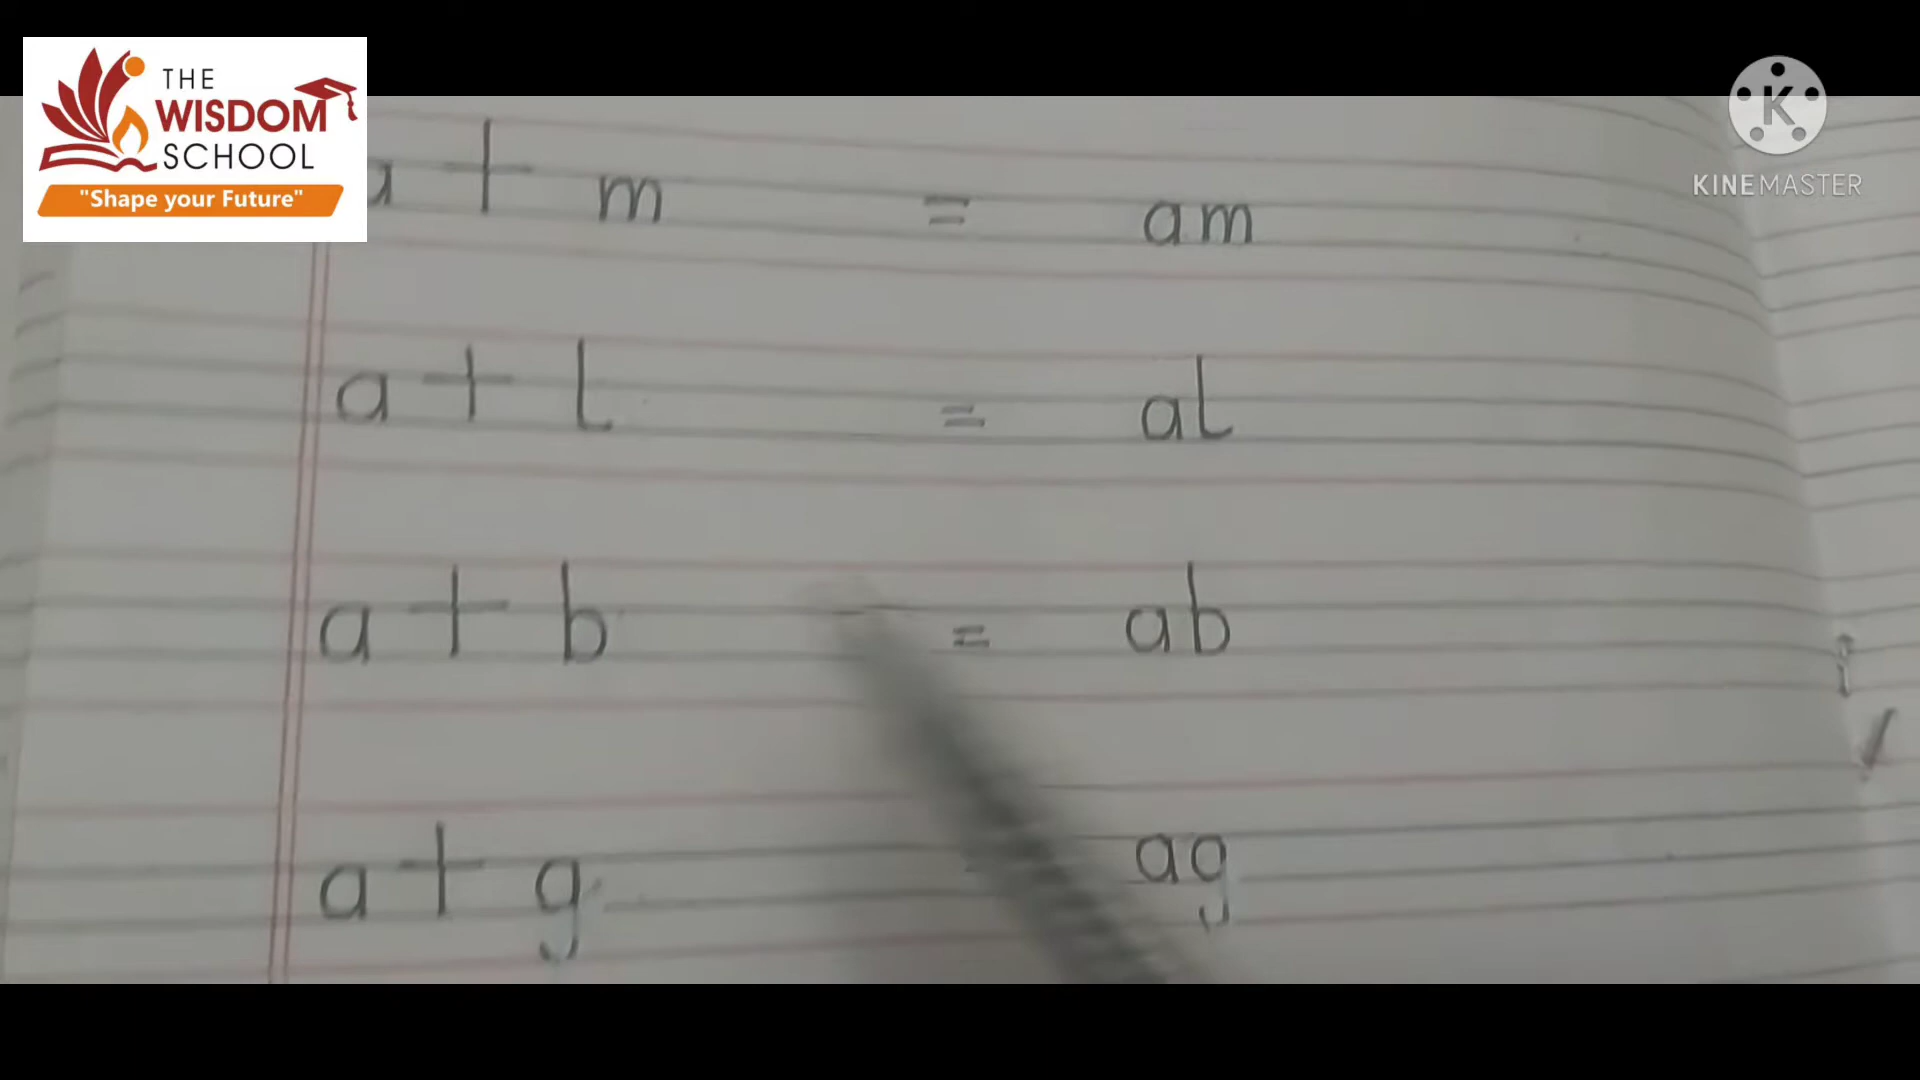 THE
WISDOM
SCHOOL
"Shape your Future"
KINEMASTER
a + m = am
a + l = al
a + b = ab
a + g = ag